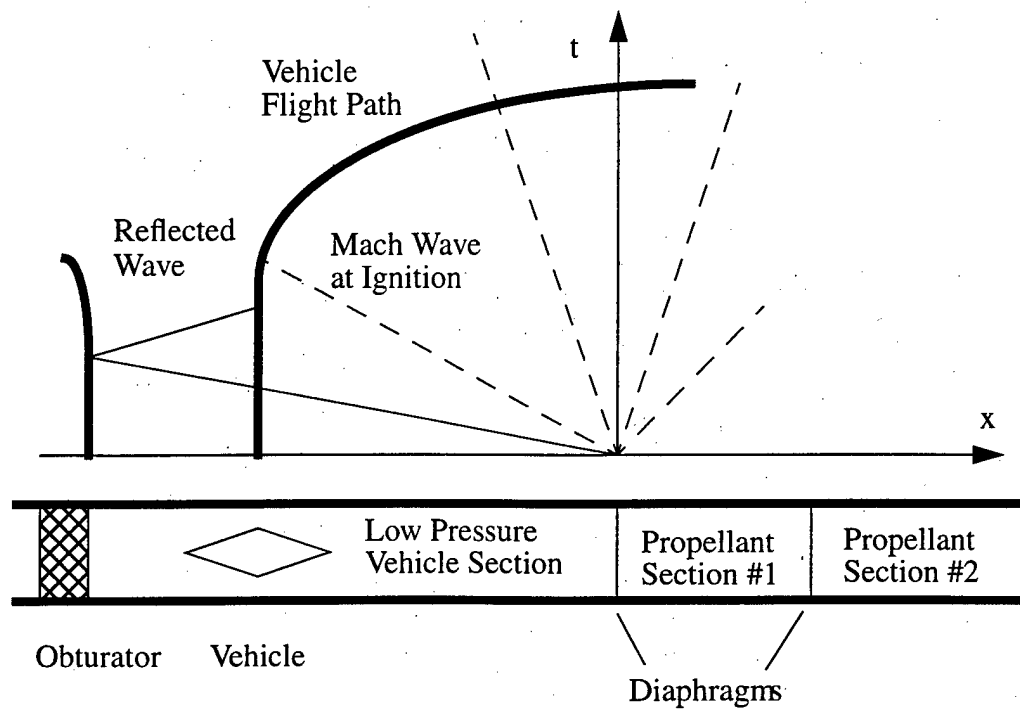 t
Vehicle
Flight Path
Reflected
Wave
Mach Wave
at Ignition
x
Low Pressure
Vehicle Section
Propellant
Section #1
Propellant
Section #2
Obturator
Vehicle
Diaphragms